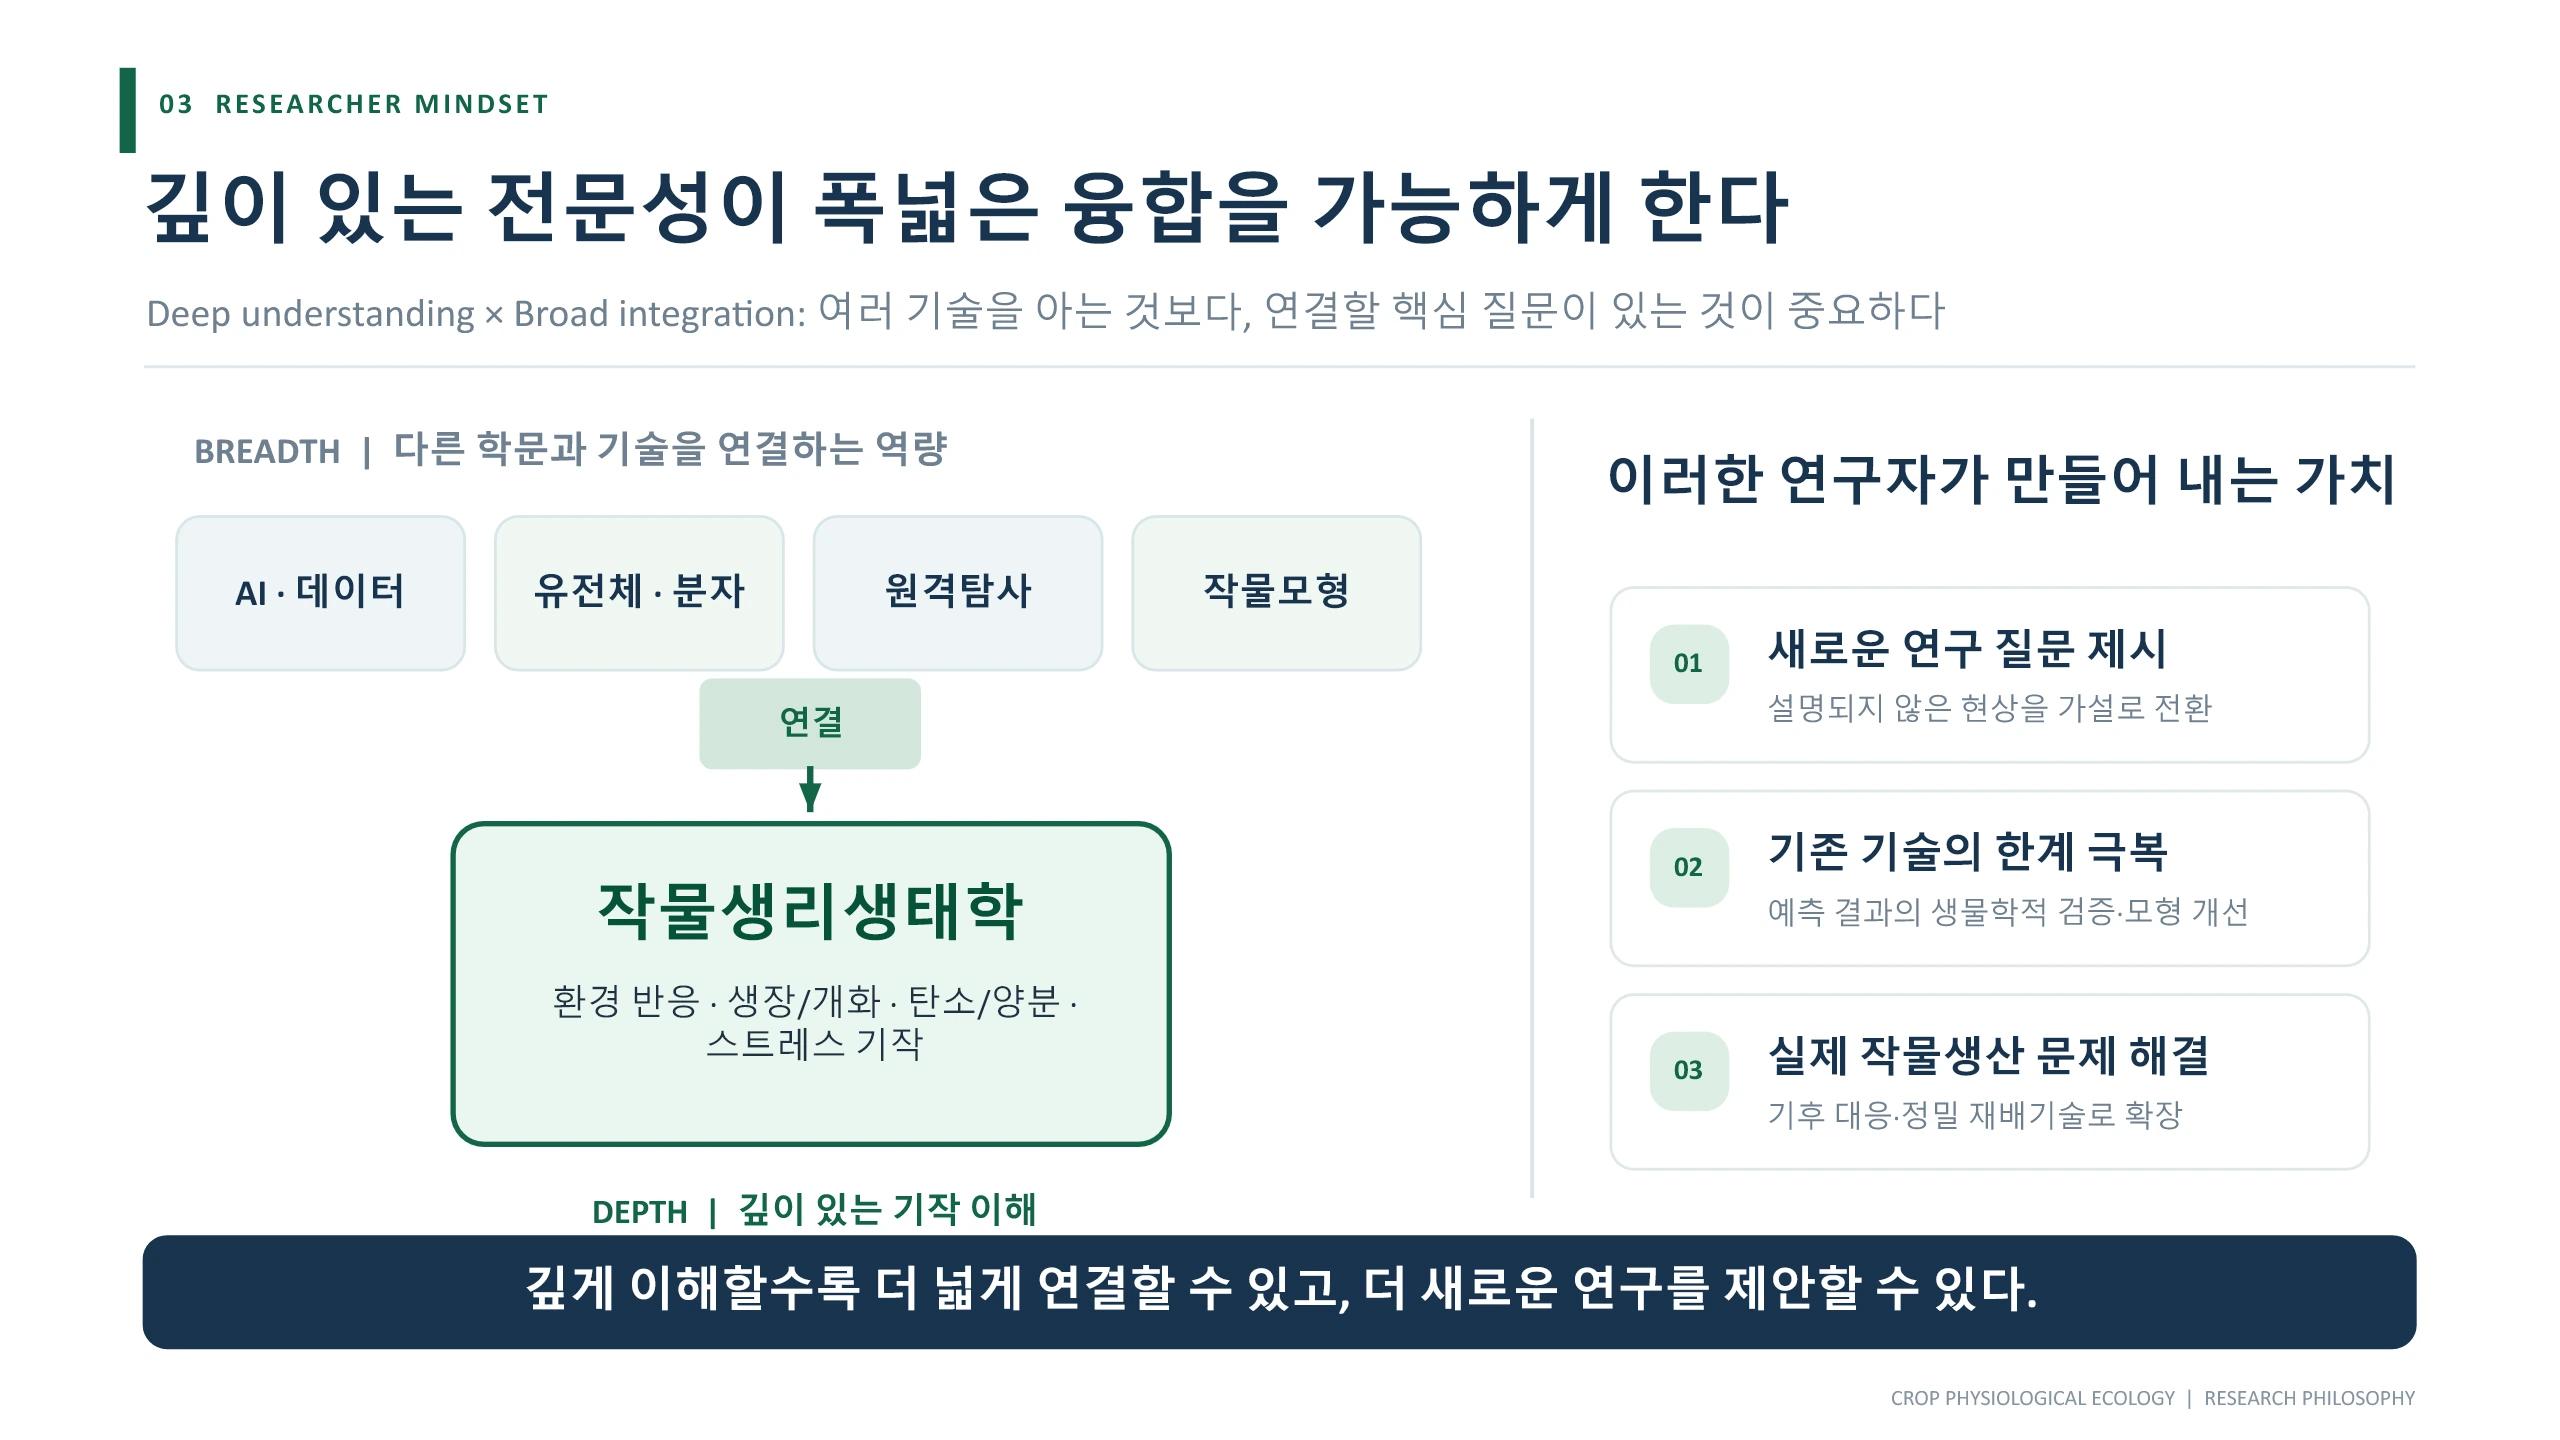 03 RESEARCHER MINDSET
깊이 있는 전문성이 폭넓은 융합을 가능하게 한다
Deep understanding × Broad integration: 여러 기술을 아는 것보다, 연결할 핵심 질문이 있는 것이 중요하다
BREADTH | 다른 학문과 기술을 연결하는 역량
AI · 데이터
유전체 · 분자
원격탐사
작물모형
연결
작물생리생태학
환경 반응 · 생장/개화 · 탄소/양분 ·
스트레스 기작
DEPTH | 깊이 있는 기작 이해
이러한 연구자가 만들어 내는 가치
01
새로운 연구 질문 제시
설명되지 않은 현상을 가설로 전환
02
기존 기술의 한계 극복
예측 결과의 생물학적 검증·모형 개선
03
실제 작물생산 문제 해결
기후 대응·정밀 재배기술로 확장
깊게 이해할수록 더 넓게 연결할 수 있고, 더 새로운 연구를 제안할 수 있다.
CROP PHYSIOLOGICAL ECOLOGY | RESEARCH PHILOSOPHY